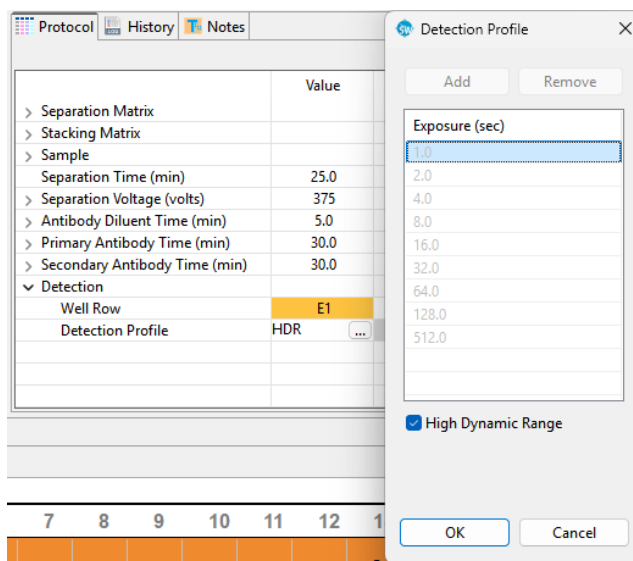 Protocol History Notes
Value
Separation Matrix
Stacking Matrix
Sample
Separation Time (min) 25.0
Separation Voltage (volts) 375
Antibody Diluent Time (min) 5.0
Primary Antibody Time (min) 30.0
Secondary Antibody Time (min) 30.0
Detection
Well Row E1
Detection Profile HDR ...
7 8 9 10 11 12 1
SW Detection Profile
Add Remove
Exposure (sec)
1.0
2.0
4.0
8.0
16.0
32.0
64.0
128.0
512.0
High Dynamic Range
OK Cancel